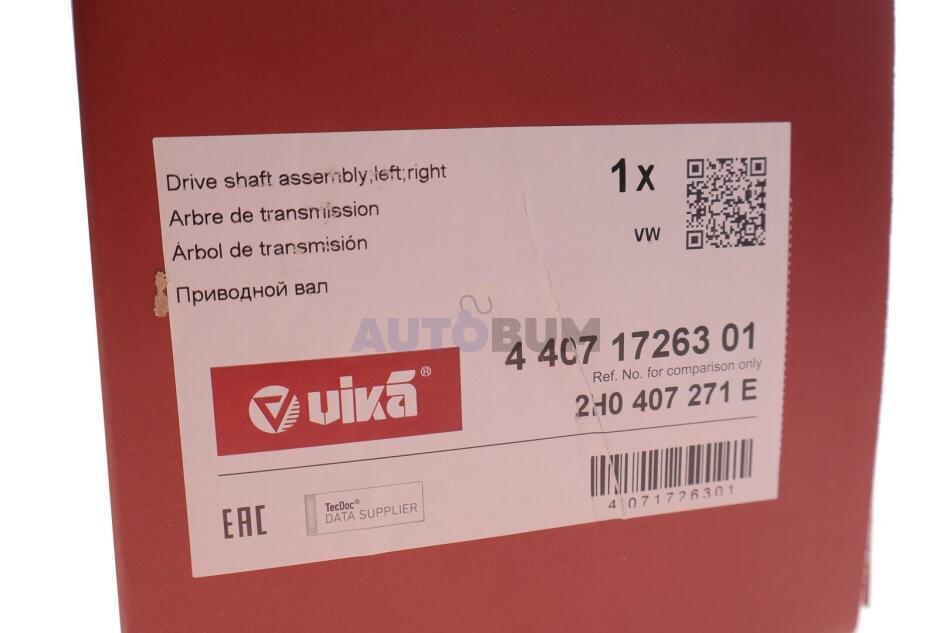 Drive shaft assembly;left;right
Arbre de transmission
Árbol de transmisión
Приводной вал
1x
VW
AUTOBUM
4 407 17263 01
Ref. No. for comparison only
2H0 407 271 E
vika®
44071726301
EAC
TecDoc®
DATA SUPPLIER